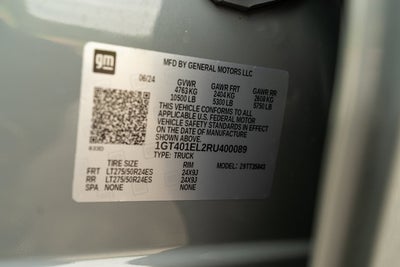 gm
MFD BY GENERAL MOTORS LLC
06/24
GVWR GAWR FRT GAWR RR
4763 KG 2404 KG 2608 KG
10500 LB 5300 LB 5750 LB
THIS VEHICLE CONFORMS TO ALL
APPLICABLE U.S. FEDERAL MOTOR
VEHICLE SAFETY STANDARDS IN EFFECT
ON THE DATE OF MANUFACTURE
SHOWN ABOVE.
1GT401EL2RU400089
TYPE: TRUCK
MODEL:
TIRE SIZE RIM
FRT LT275/50R24ES 24X9J
RR LT275/50R24ES 24X9J
SPA NONE NONE